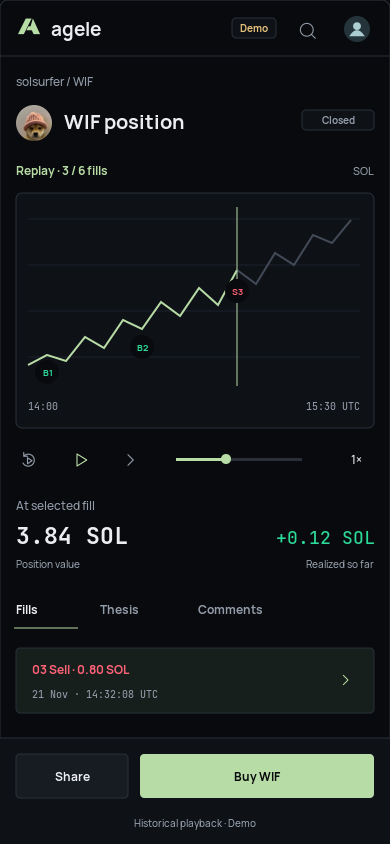 agele
Demo
solsurfer / WIF
WIF position
Closed
Replay · 3 / 6 fills
SOL
S3
B2
B1
14:00
15:30 UTC
1×
At selected fill
3.84 SOL
+0.12 SOL
Position value
Realized so far
Fills
Thesis
Comments
03 Sell · 0.80 SOL
21 Nov · 14:32:08 UTC
Share
Buy WIF
Historical playback · Demo